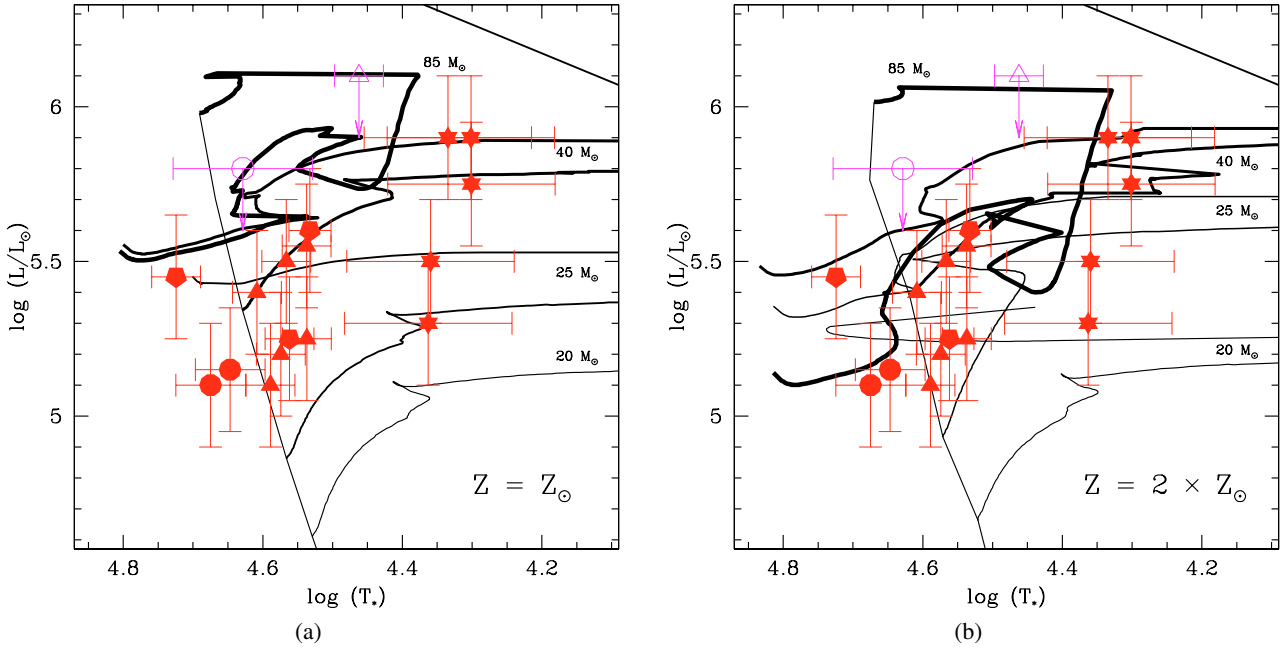 85 M⊙
40 M⊙
25 M⊙
20 M⊙
6
5.5
5
log (L/L⊙)
Z = Z⊙
4.8 4.6 4.4 4.2
log (T*)
(a)
85 M⊙
40 M⊙
25 M⊙
20 M⊙
6
5.5
5
log (L/L⊙)
Z = 2 × Z⊙
4.8 4.6 4.4 4.2
log (T*)
(b)